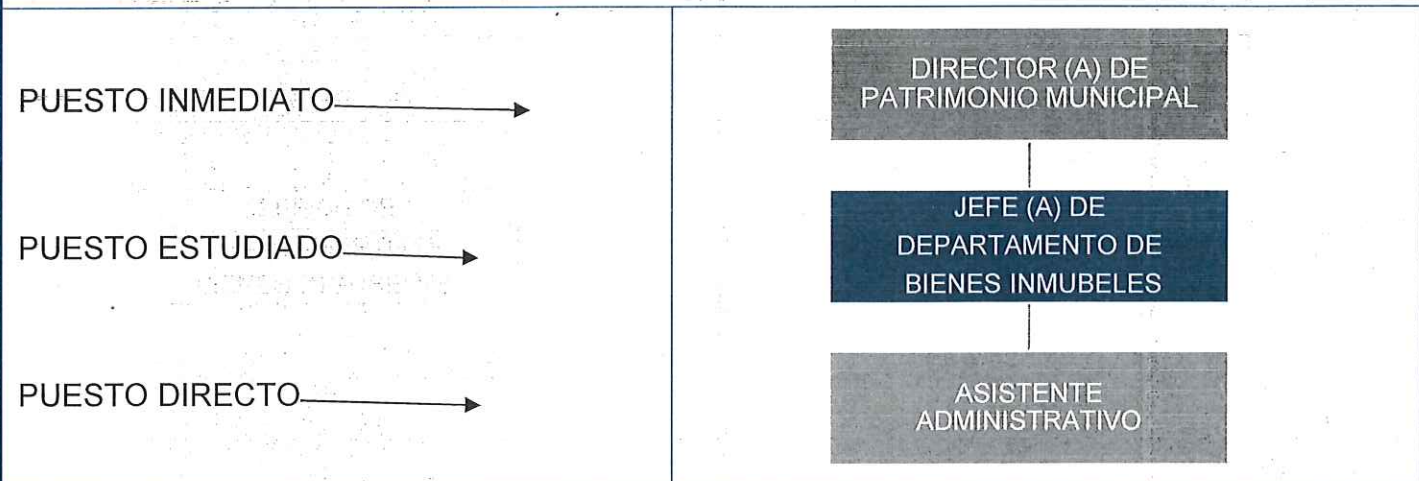 PUESTO INMEDIATO
DIRECTOR (A) DE
PATRIMONIO MUNICIPAL
PUESTO ESTUDIADO
JEFE (A) DE
DEPARTAMENTO DE
BIENES INMUBELES
PUESTO DIRECTO
ASISTENTE
ADMINISTRATIVO